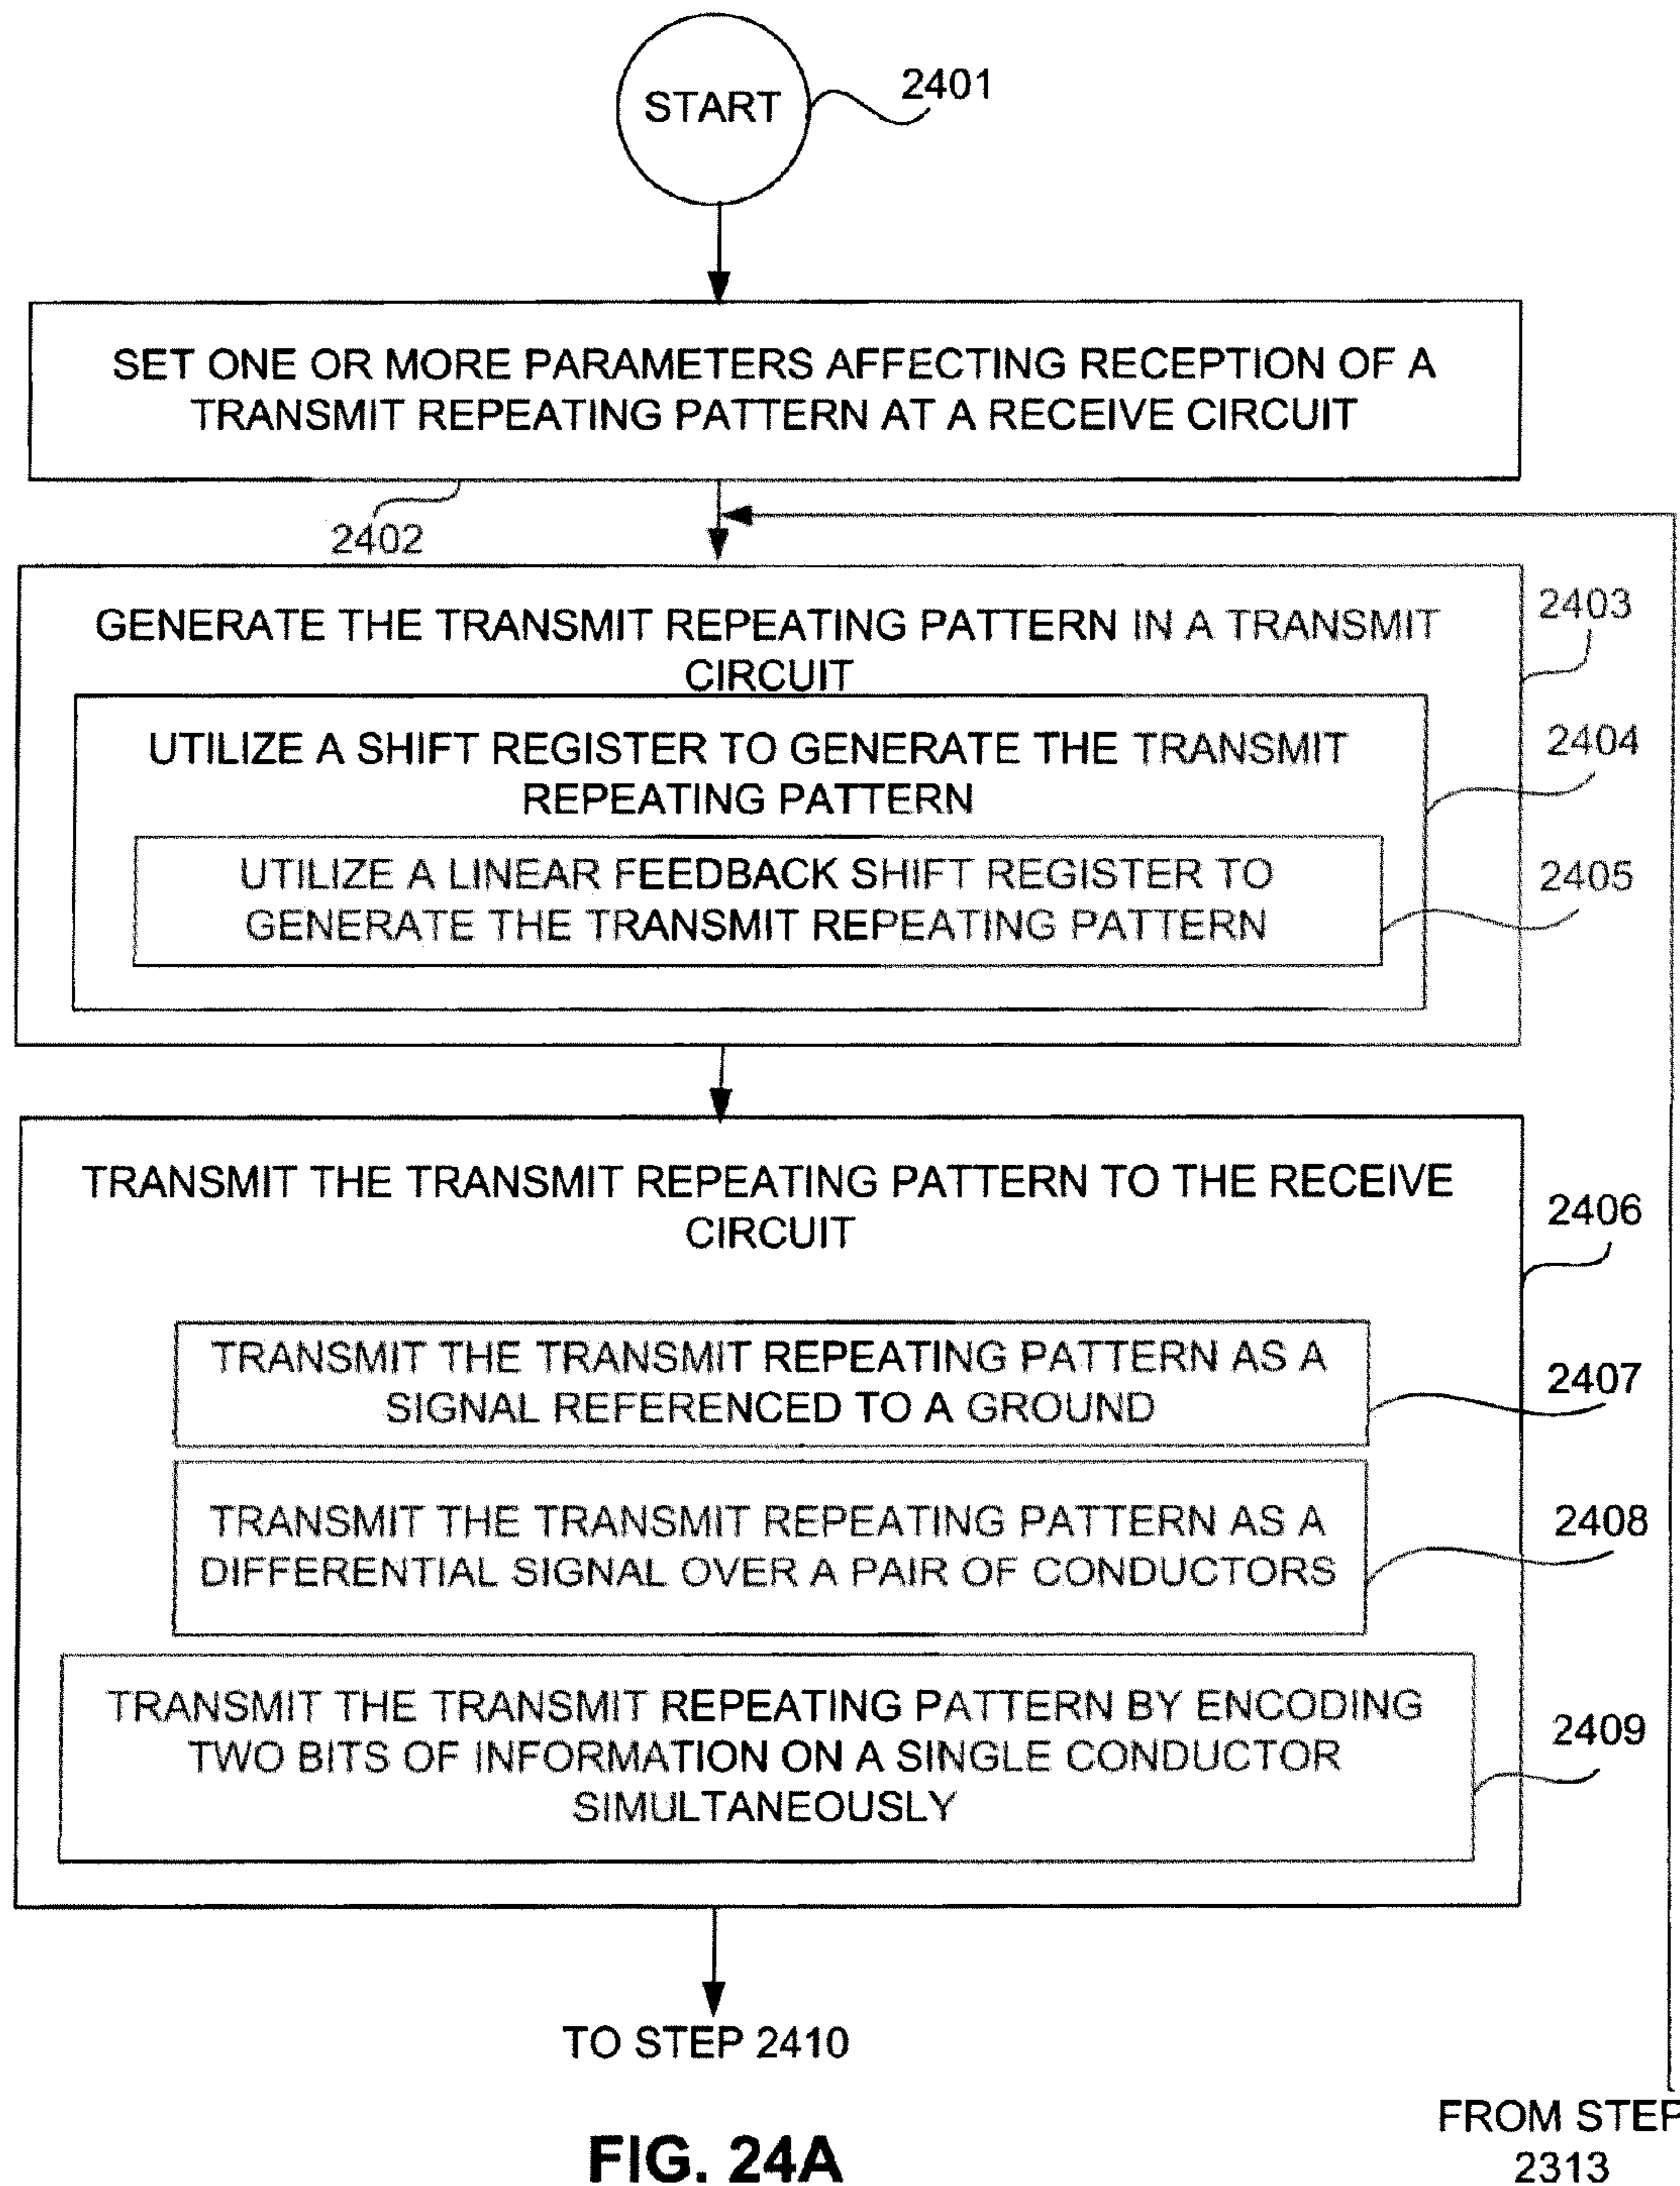 START
2401
SET ONE OR MORE PARAMETERS AFFECTING RECEPTION OF A
TRANSMIT REPEATING PATTERN AT A RECEIVE CIRCUIT
2402
GENERATE THE TRANSMIT REPEATING PATTERN IN A TRANSMIT
CIRCUIT
2403
UTILIZE A SHIFT REGISTER TO GENERATE THE TRANSMIT
REPEATING PATTERN
2404
UTILIZE A LINEAR FEEDBACK SHIFT REGISTER TO
GENERATE THE TRANSMIT REPEATING PATTERN
2405
TRANSMIT THE TRANSMIT REPEATING PATTERN TO THE RECEIVE
CIRCUIT
2406
TRANSMIT THE TRANSMIT REPEATING PATTERN AS A
SIGNAL REFERENCED TO A GROUND
2407
TRANSMIT THE TRANSMIT REPEATING PATTERN AS A
DIFFERENTIAL SIGNAL OVER A PAIR OF CONDUCTORS
2408
TRANSMIT THE TRANSMIT REPEATING PATTERN BY ENCODING
TWO BITS OF INFORMATION ON A SINGLE CONDUCTOR
SIMULTANEOUSLY
2409
TO STEP 2410
FROM STEP
2313
FIG. 24A